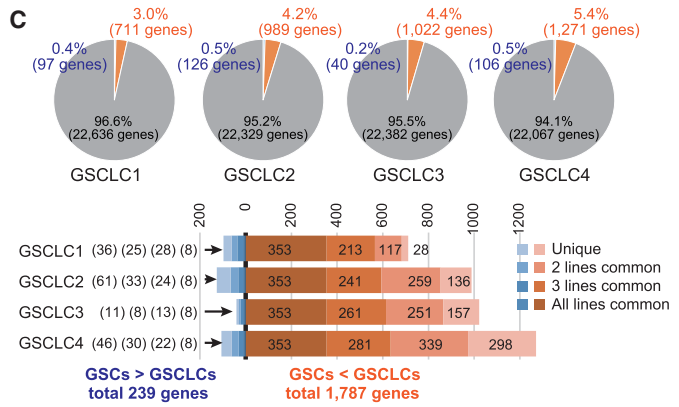 C
3.0%
(711 genes)
0.4%
(97 genes)
96.6%
(22,636 genes)
GSCLC1
4.2%
(989 genes)
0.5%
(126 genes)
95.2%
(22,329 genes)
GSCLC2
4.4%
(1,022 genes)
0.2%
(40 genes)
95.5%
(22,382 genes)
GSCLC3
5.4%
(1,271 genes)
0.5%
(106 genes)
94.1%
(22,067 genes)
GSCLC4
200 0 200 400 600 800 1000 1200
GSCLC1 (36) (25) (28) (8) 353 213 117 28
GSCLC2 (61) (33) (24) (8) 353 241 259 136
GSCLC3 (11) (8) (13) (8) 353 261 251 157
GSCLC4 (46) (30) (22) (8) 353 281 339 298
Unique
2 lines common
3 lines common
All lines common
GSCs > GSCLCs
total 239 genes
GSCs < GSCLCs
total 1,787 genes